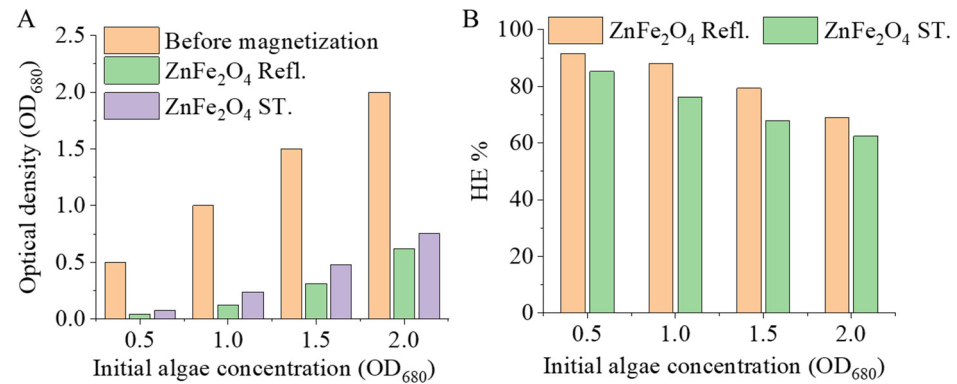 A
Before magnetization
ZnFe₂O₄ Refl.
ZnFe₂O₄ ST.
Optical density (OD₆₈₀)
2.5
2.0
1.5
1.0
0.5
0.0
0.5 1.0 1.5 2.0
Initial algae concentration (OD₆₈₀)
B
ZnFe₂O₄ Refl. ZnFe₂O₄ ST.
HE %
100
80
60
40
20
0
0.5 1.0 1.5 2.0
Initial algae concentration (OD₆₈₀)